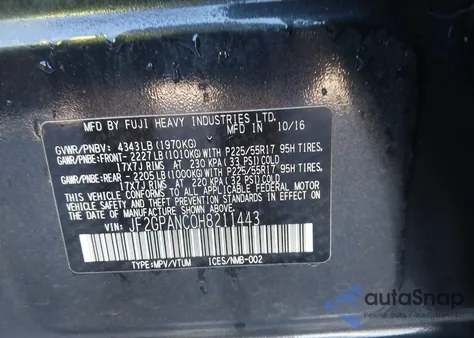 MFD. BY FUJI HEAVY INDUSTRIES LTD.
MFD. IN 10/16
GVWR/PNBV: 4343LB (1970KG)
GAWR/PNBE:FRONT- 2227LB(1010KG)WITH P225/55R17 95H TIRES,
17X7J RIMS AT 230 KPA( 33 PSI)COLD
GAWR/PNBE:REAR - 2205LB(1000KG)WITH P225/55R17 95H TIRES,
17X7J RIMS AT 220 KPA( 32 PSI)COLD
THIS VEHICLE CONFORMS TO ALL APPLICABLE FEDERAL MOTOR
VEHICLE SAFETY AND THEFT PREVENTION STANDARDS IN EFFECT
ON THE DATE OF MANUFACTURE SHOWN ABOVE.
VIN: JF2GPANC0H8211443
TYPE:MPV/VTUM ICES/NMB-002
autoSnap